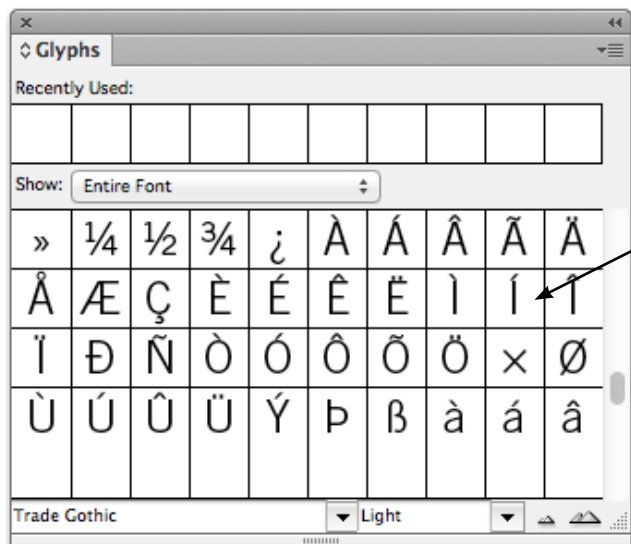 Glyphs
Recently Used:
Show: Entire Font
» ¼ ½ ¾ ¿ À Á Â Ã Ä
Å Æ Ç È É Ê Ë Ì Í Î
Ï Ð Ñ Ò Ó Ô Õ Ö × Ø
Ù Ú Û Ü Ý Þ ß à á â
Trade Gothic Light